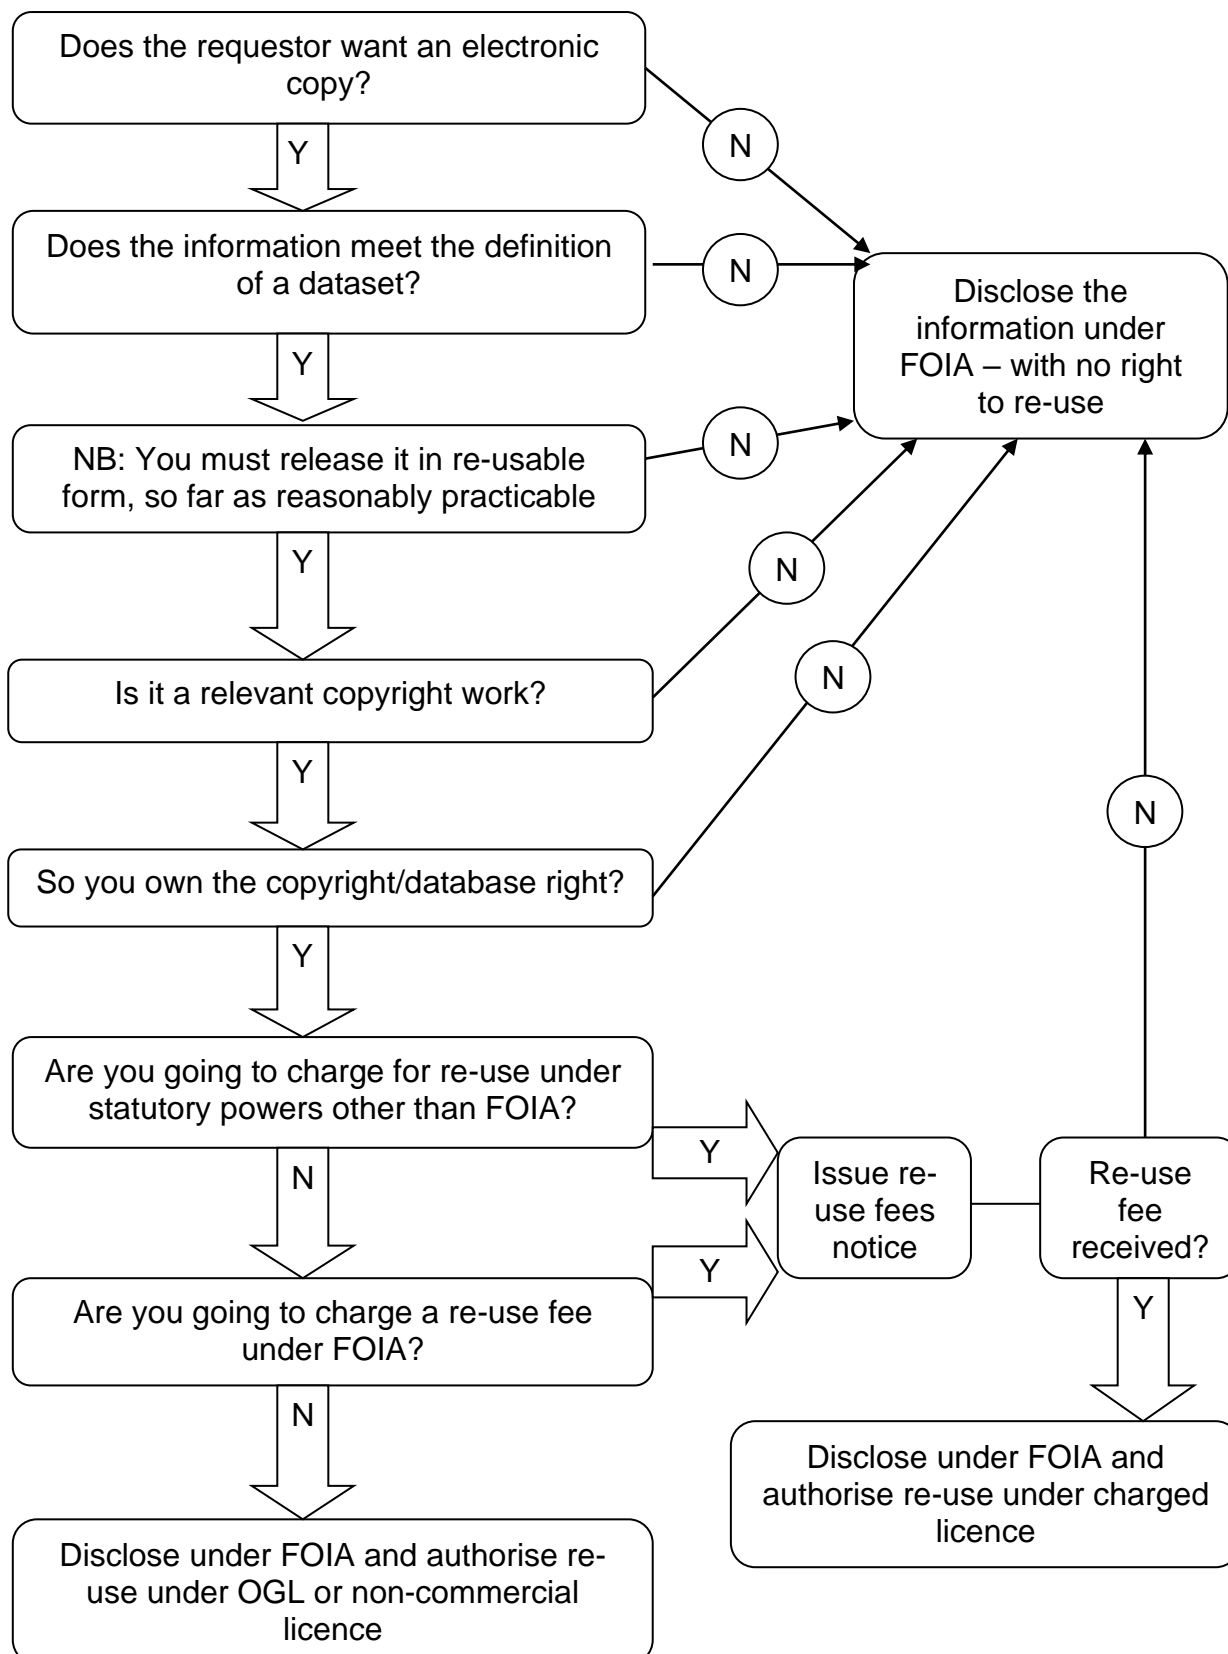 Does the requestor want an electronic
copy?
N
Y
Does the information meet the definition
of a dataset?
N
Disclose the
information under
FOIA – with no right
to re-use
Y
NB: You must release it in re-usable
form, so far as reasonably practicable
N
Y
N
Is it a relevant copyright work?
N
Y
N
So you own the copyright/database right?
Y
Are you going to charge for re-use under
statutory powers other than FOIA?
Y
Issue re-
use fees
notice
Re-use
fee
received?
N
Y
Y
Are you going to charge a re-use fee
under FOIA?
N
Disclose under FOIA and
authorise re-use under charged
licence
Disclose under FOIA and authorise re-
use under OGL or non-commercial
licence